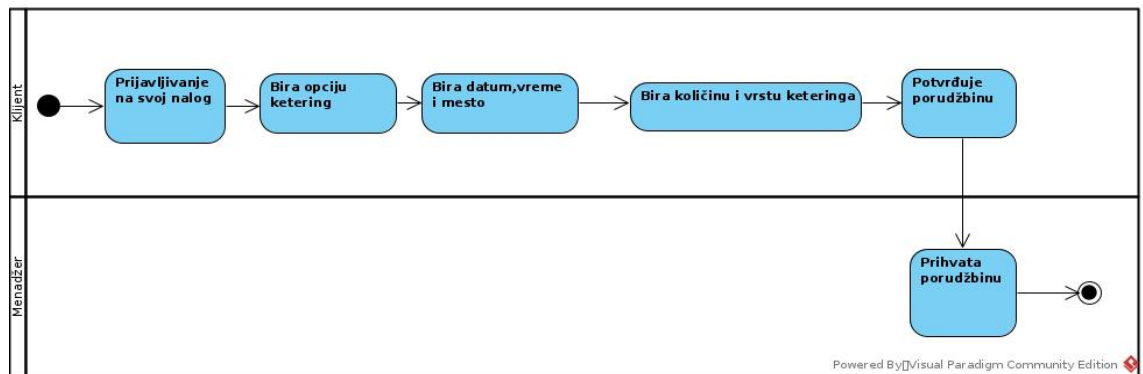 Klijent
Prijavljivanje
na svoj nalog
Bira opciju
ketering
Bira datum,vreme
i mesto
Bira količinu i vrstu keteringa
Potvrđuje
porudžbinu
Menadžer
Prihvata
porudžbinu
Powered By▯Visual Paradigm Community Edition